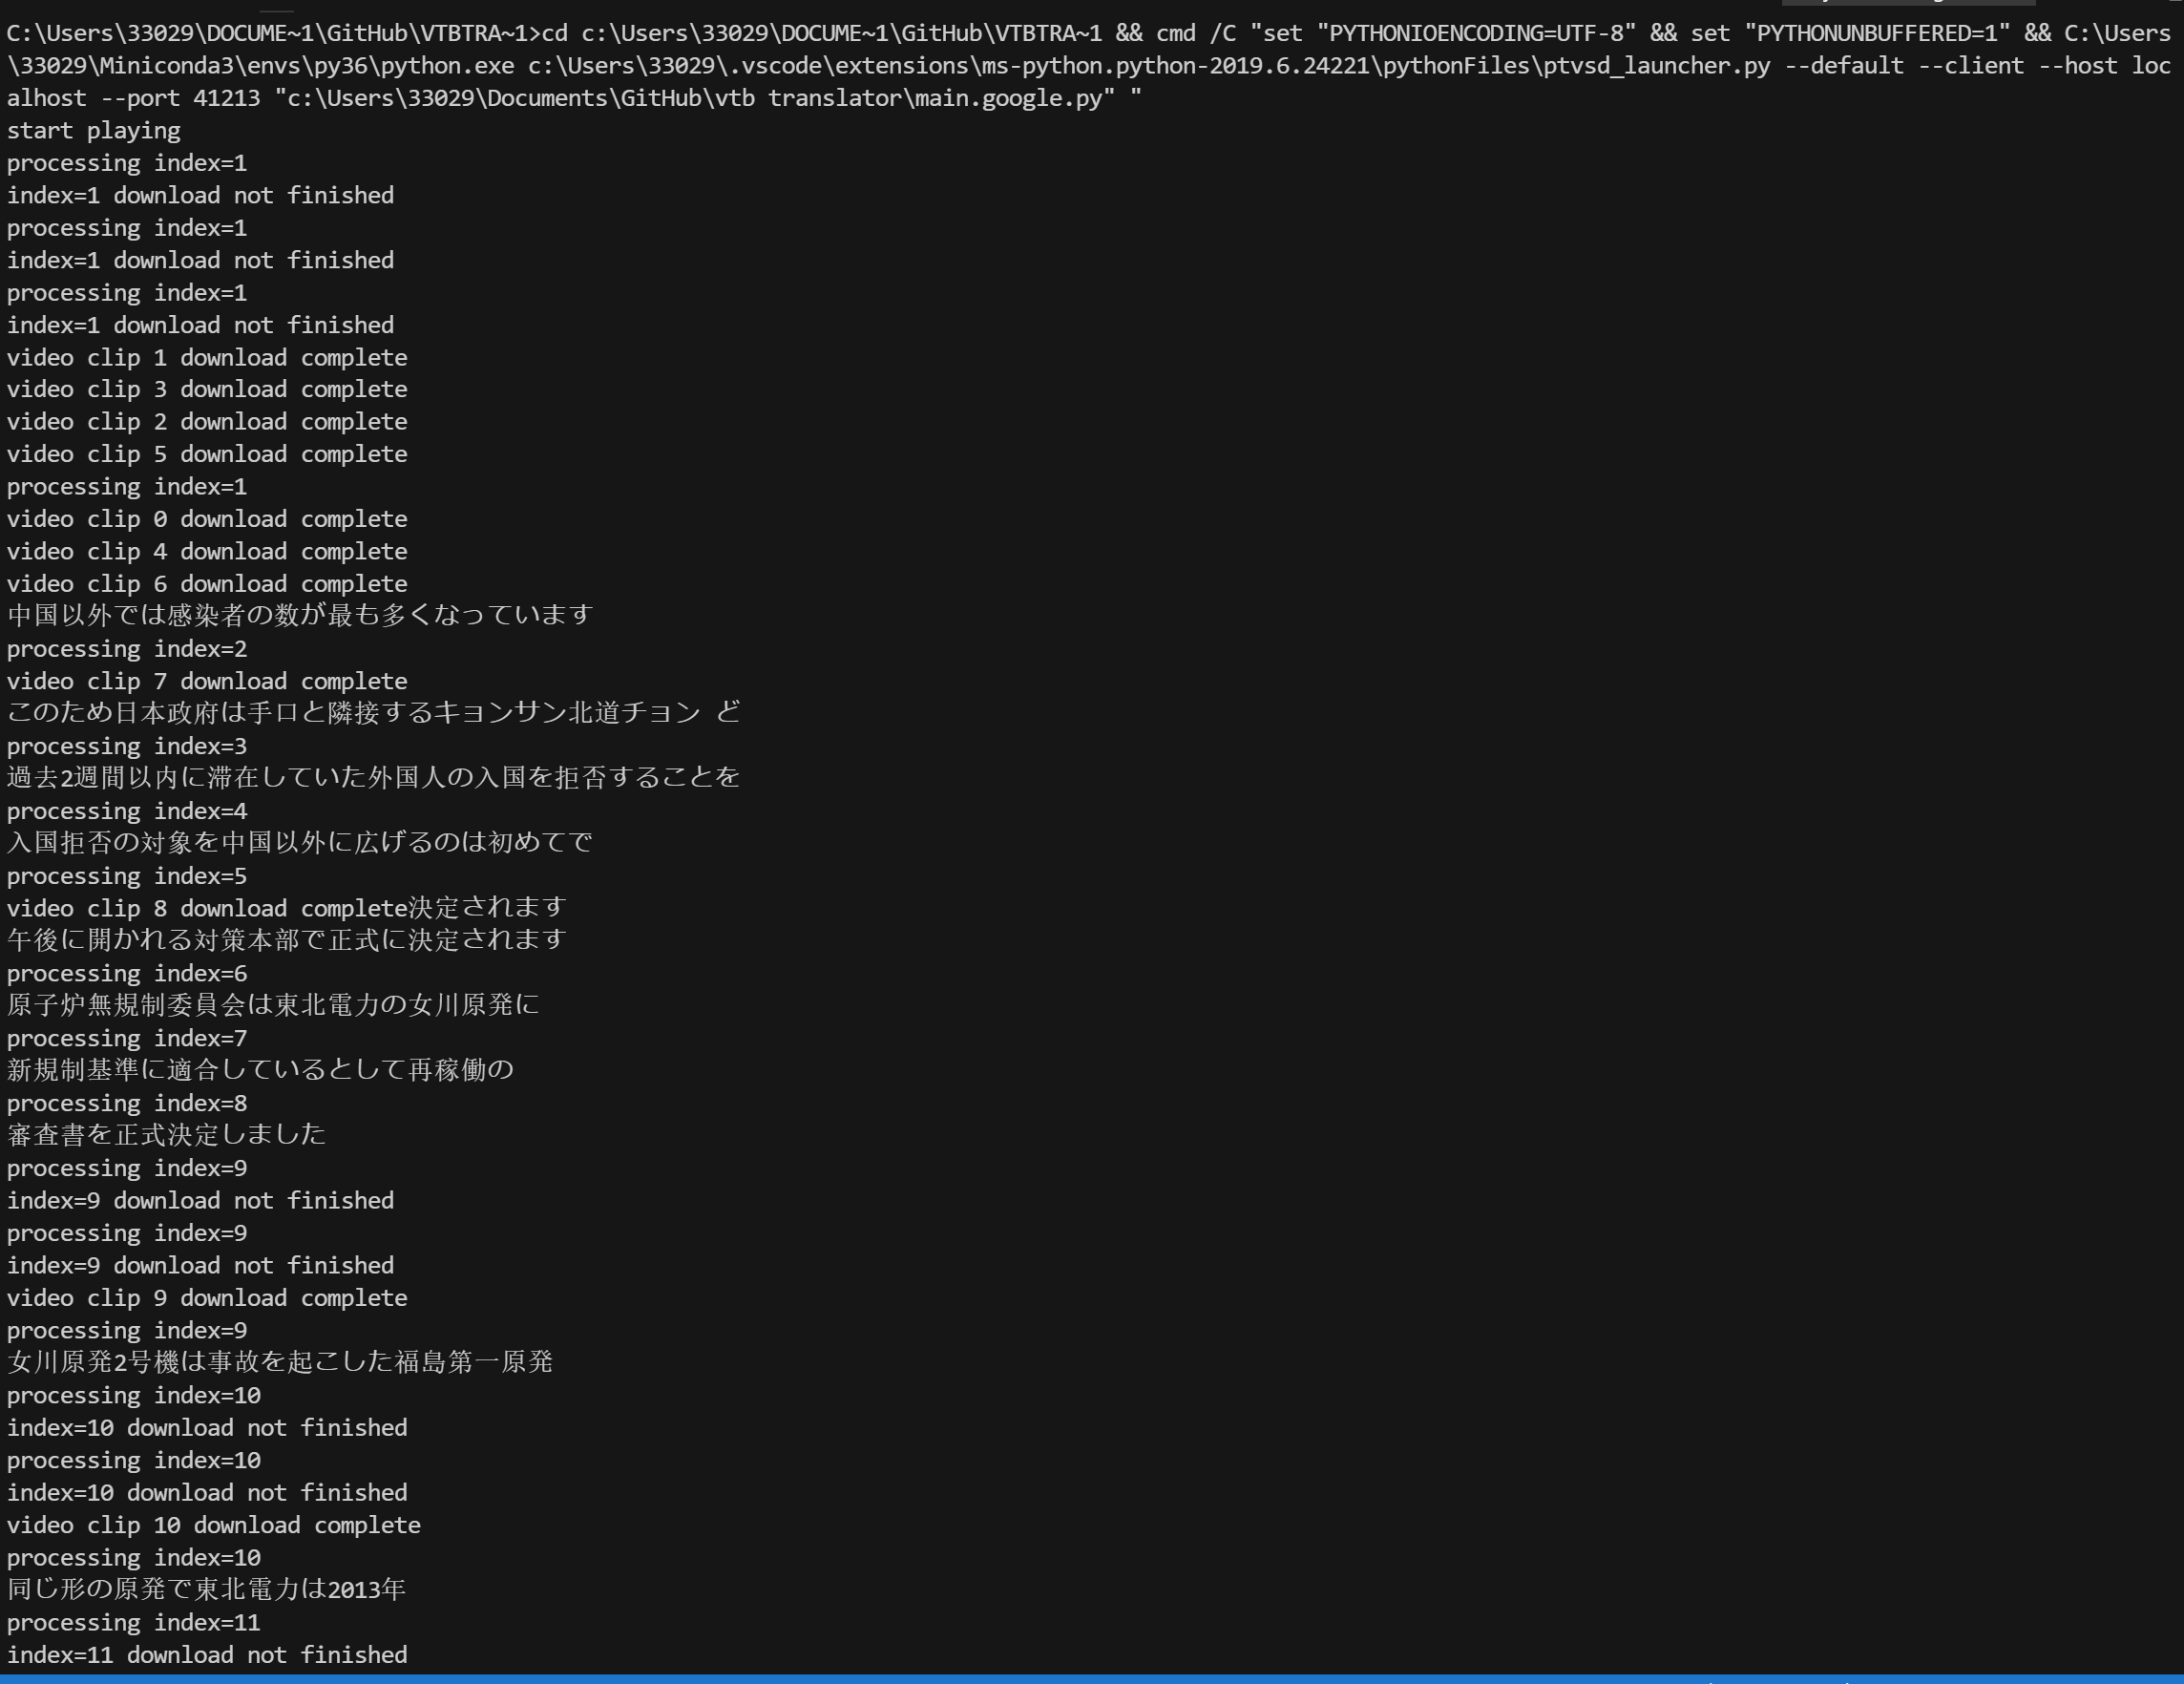 C:\Users\33029\DOCUME~1\GitHub\VTBTRA~1>cd c:\Users\33029\DOCUME~1\GitHub\VTBTRA~1 && cmd /C "set "PYTHONIOENCODING=UTF-8" && set "PYTHONUNBUFFERED=1" && C:\Users
\33029\Miniconda3\envs\py36\python.exe c:\Users\33029\.vscode\extensions\ms-python.python-2019.6.24221\pythonFiles\ptvsd_launcher.py --default --client --host loc
alhost --port 41213 "c:\Users\33029\Documents\GitHub\vtb translator\main.google.py" "
start playing
processing index=1
index=1 download not finished
processing index=1
index=1 download not finished
processing index=1
index=1 download not finished
video clip 1 download complete
video clip 3 download complete
video clip 2 download complete
video clip 5 download complete
processing index=1
video clip 0 download complete
video clip 4 download complete
video clip 6 download complete
中国以外では感染者の数が最も多くなっています
processing index=2
video clip 7 download complete
このため日本政府は手口と隣接するキョンサン北道チョン ど
processing index=3
過去2週間以内に滞在していた外国人の入国を拒否することを
processing index=4
入国拒否の対象を中国以外に広げるのは初めてで
processing index=5
video clip 8 download complete決定されます
午後に開かれる対策本部で正式に決定されます
processing index=6
原子炉無規制委員会は東北電力の女川原発に
processing index=7
新規制基準に適合しているとして再稼働の
processing index=8
審査書を正式決定しました
processing index=9
index=9 download not finished
processing index=9
index=9 download not finished
video clip 9 download complete
processing index=9
女川原発2号機は事故を起こした福島第一原発
processing index=10
index=10 download not finished
processing index=10
index=10 download not finished
video clip 10 download complete
processing index=10
同じ形の原発で東北電力は2013年
processing index=11
index=11 download not finished